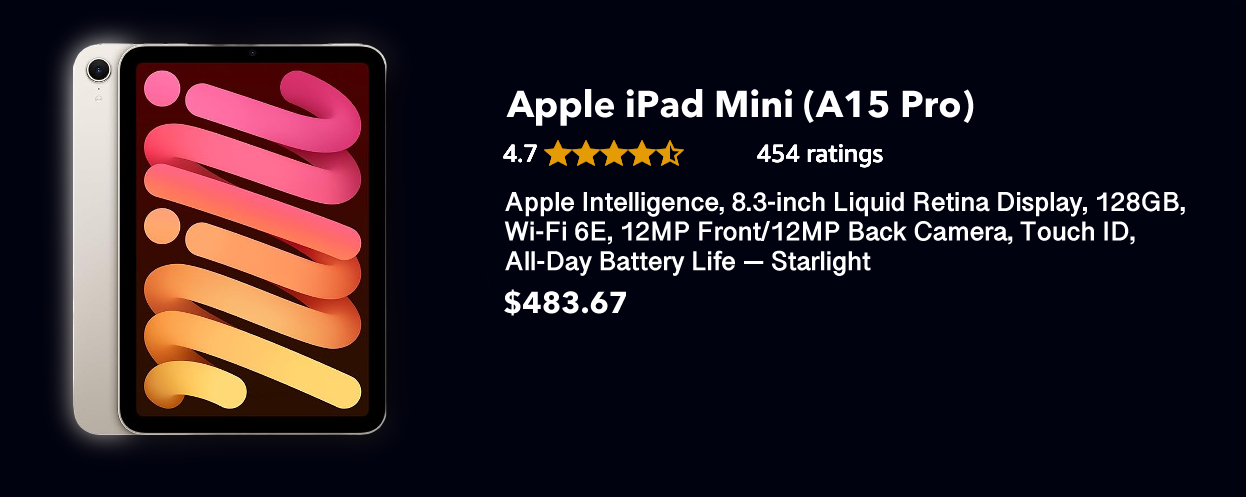 Apple iPad Mini (A15 Pro)
4.7 454 ratings
Apple Intelligence, 8.3-inch Liquid Retina Display, 128GB,
Wi-Fi 6E, 12MP Front/12MP Back Camera, Touch ID,
All-Day Battery Life — Starlight
$483.67